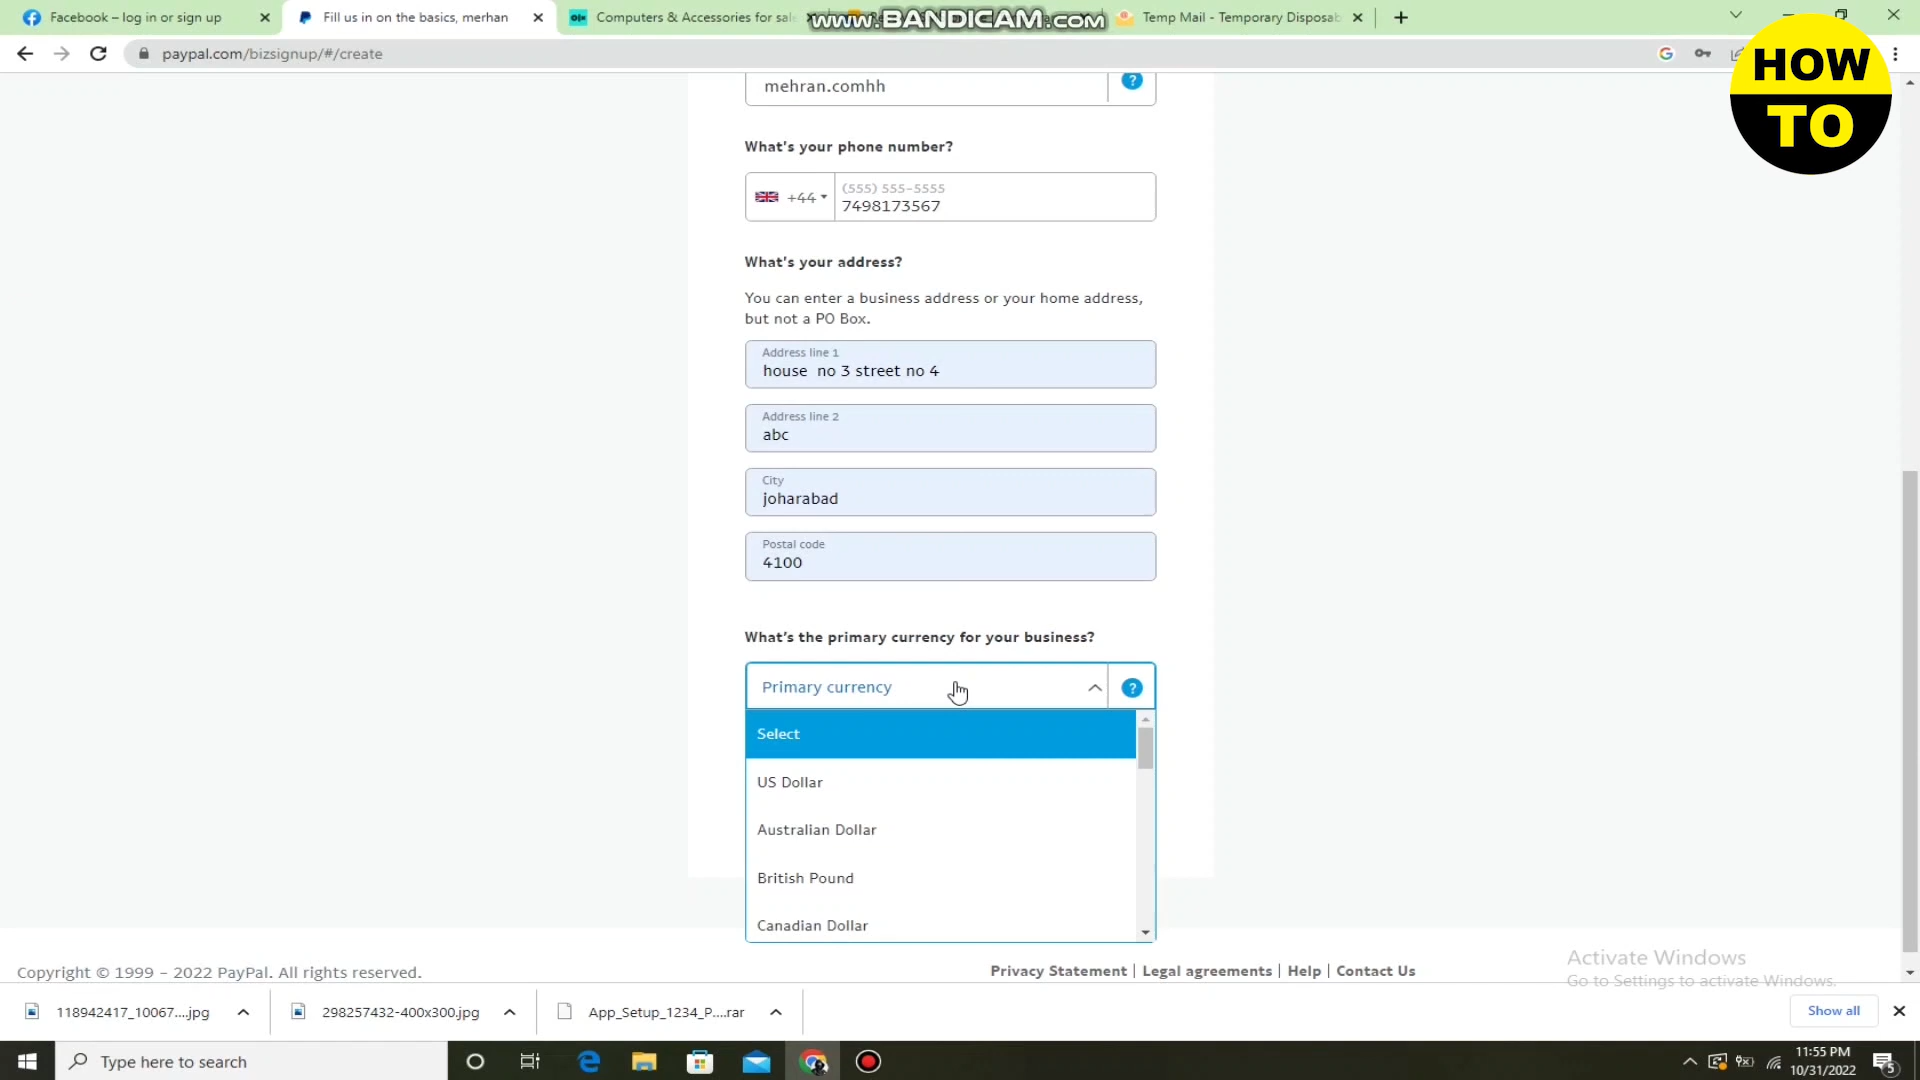 Facebook – log in or sign up
Fill us in on the basics, merhan
Computers & Accessories for sal
www.BANDICAM.com
Temp Mail - Temporary Disposab
paypal.com/bizsignup/#/create
HOW
TO
mehran.comhh
?
What's your phone number?
+44
(555) 555-5555
7498173567
What's your address?
You can enter a business address or your home address,
but not a PO Box.
Address line 1
house  no 3 street no 4
Address line 2
abc
City
joharabad
Postal code
4100
What's the primary currency for your business?
Primary currency
?
Select
US Dollar
Australian Dollar
British Pound
Canadian Dollar
Activate Windows
Go to Settings to activate Windows.
Copyright © 1999 – 2022 PayPal. All rights reserved.
Privacy Statement | Legal agreements | Help | Contact Us
118942417_10067....jpg
298257432-400x300.jpg
App_Setup_1234_P....rar
Show all
Type here to search
11:55 PM
10/31/2022
5